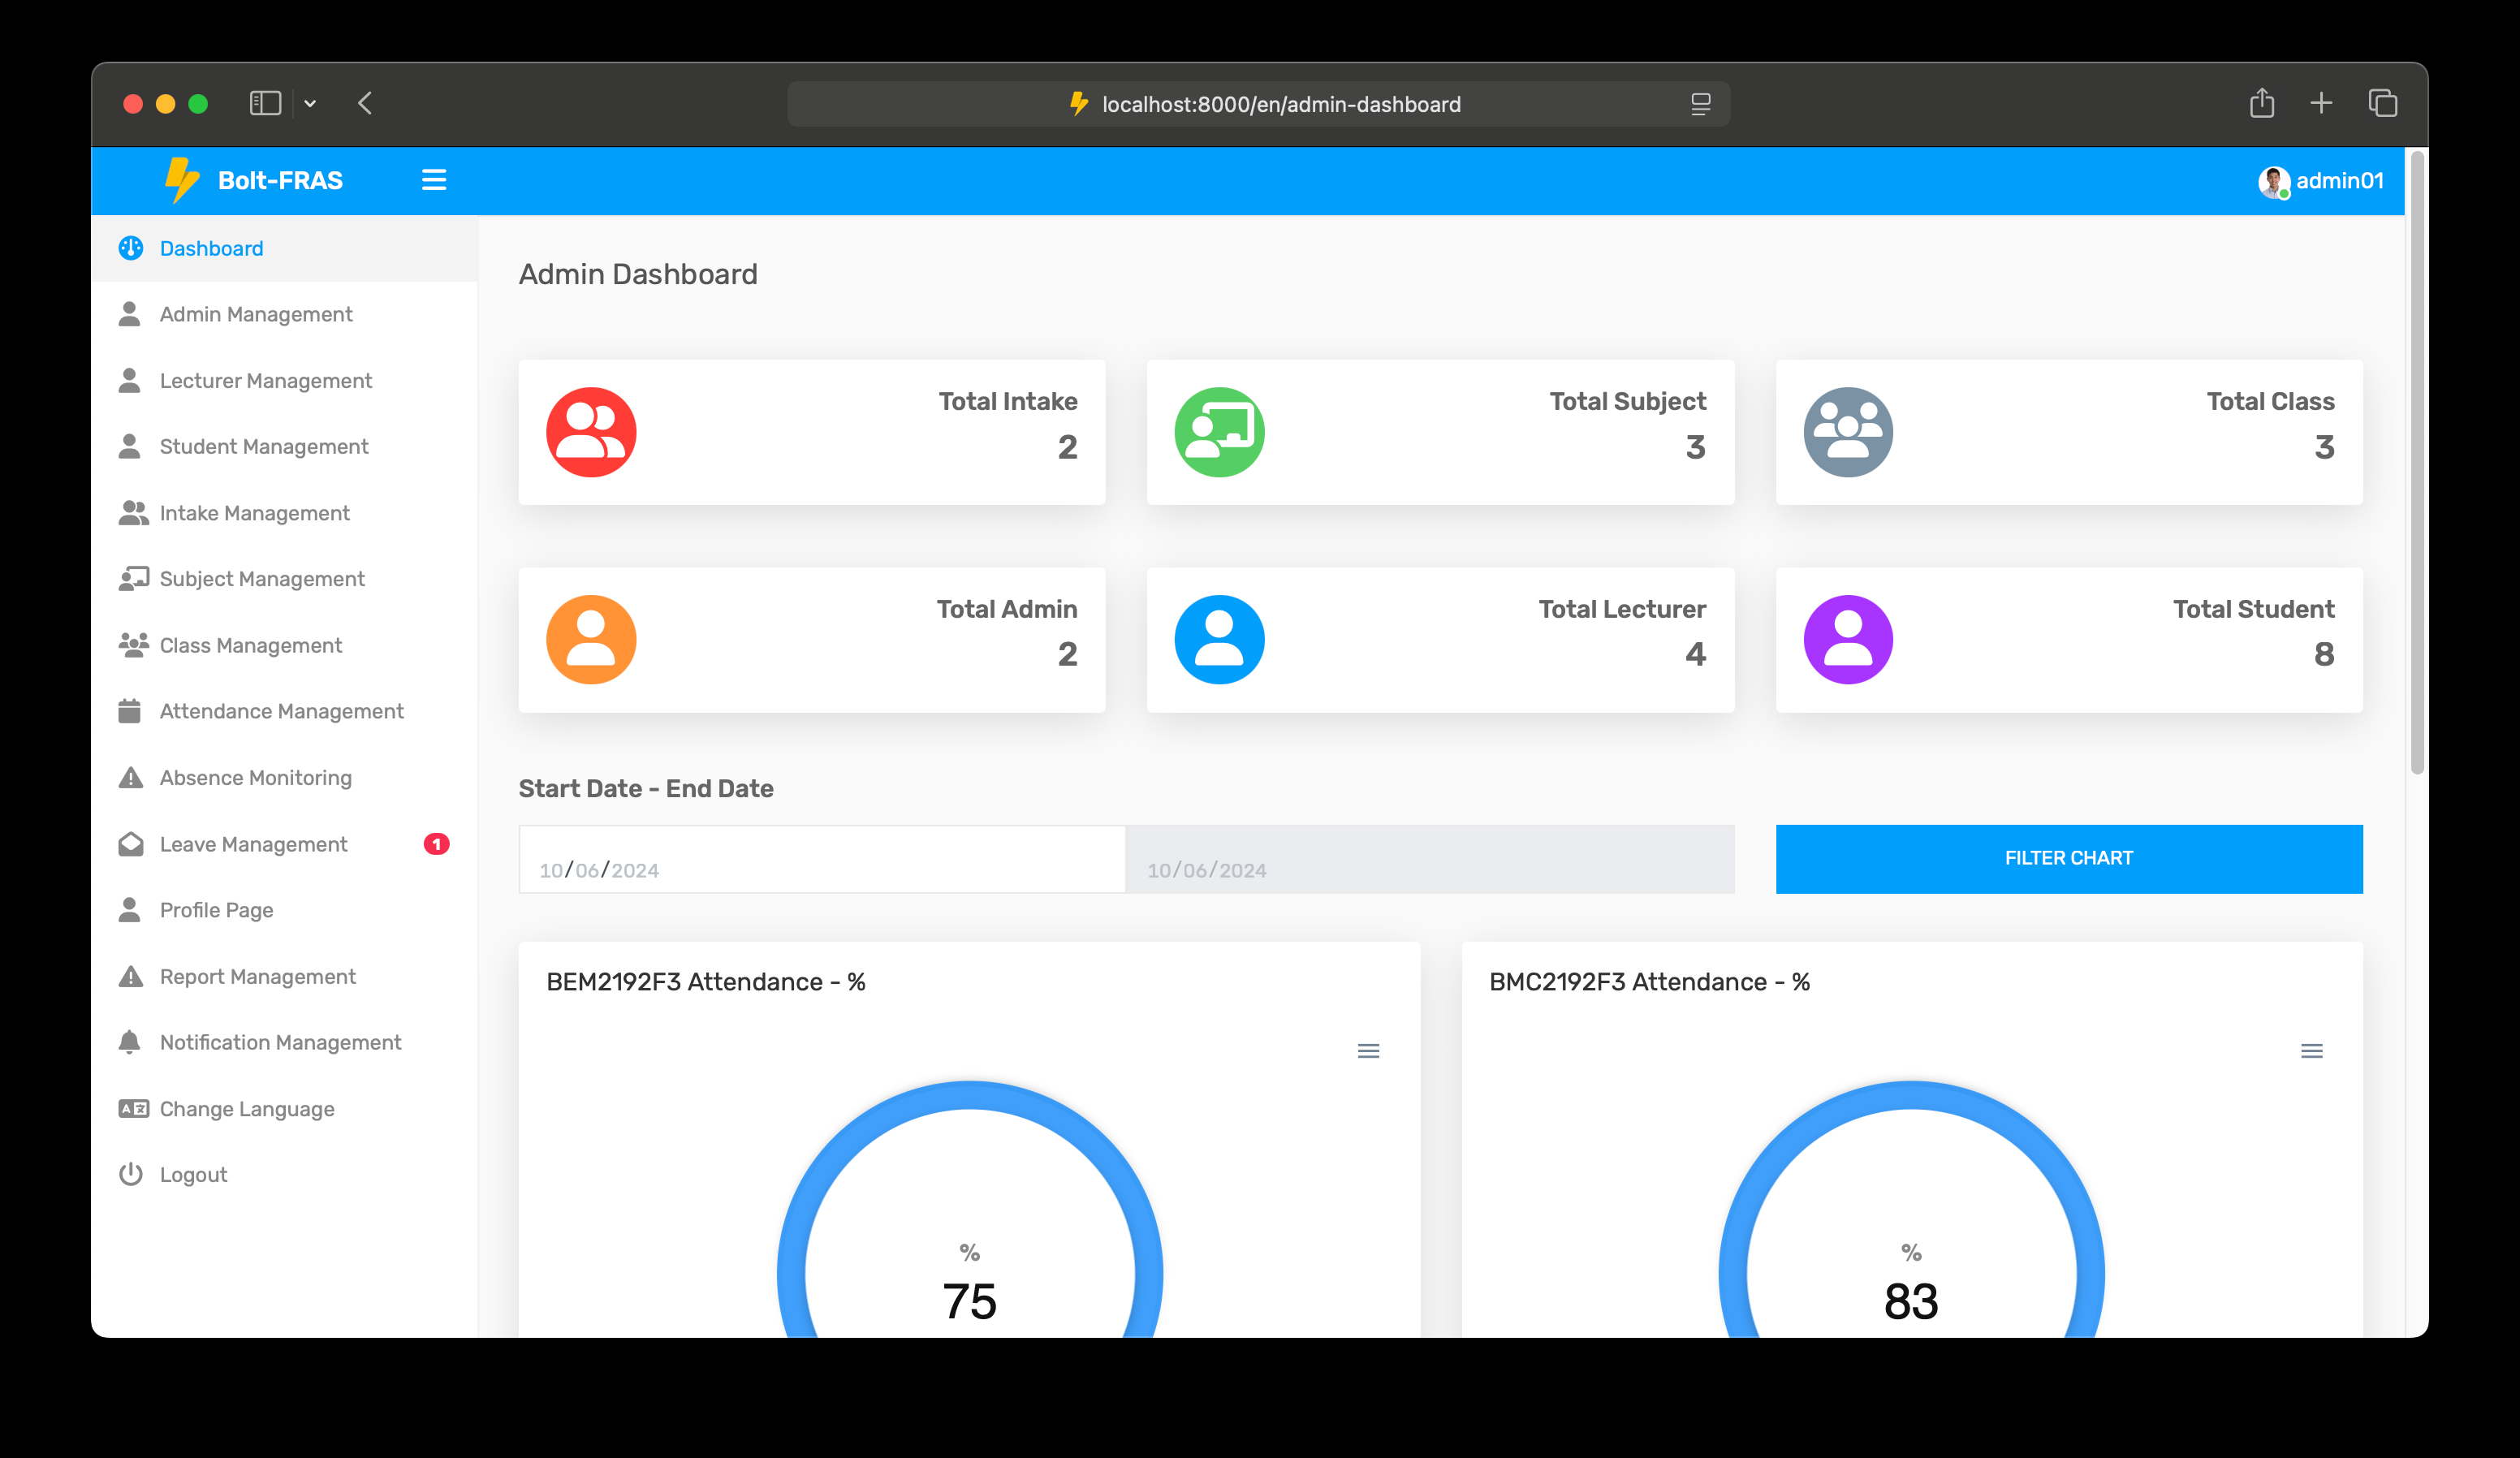 localhost:8000/en/admin-dashboard
Bolt-FRAS
admin01
Dashboard
Admin Management
Lecturer Management
Student Management
Intake Management
Subject Management
Class Management
Attendance Management
Absence Monitoring
Leave Management 1
Profile Page
Report Management
Notification Management
Change Language
Logout
Admin Dashboard
Total Intake
2
Total Subject
3
Total Class
3
Total Admin
2
Total Lecturer
4
Total Student
8
Start Date - End Date
10/06/2024
10/06/2024
FILTER CHART
BEM2192F3 Attendance - %
%
75
BMC2192F3 Attendance - %
%
83